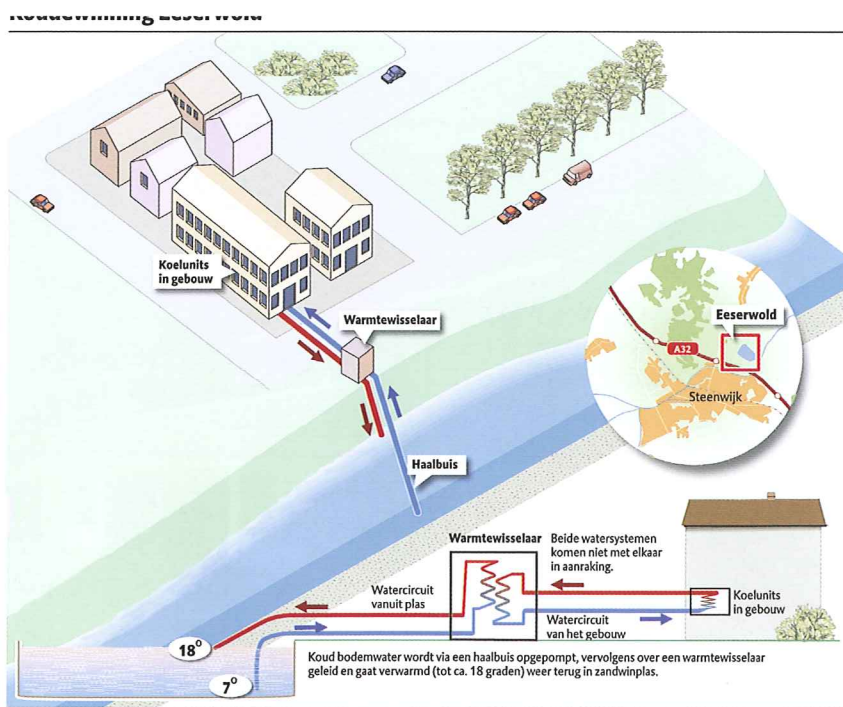 Koudewinning Eeserwold
Koelunits
in gebouw
Warmtewisselaar
Eeserwold
A32
Steenwijk
Haalbuis
Warmtewisselaar
Beide watersystemen
komen niet met elkaar
in aanraking.
Watercircuit
vanuit plas
Koelunits
in gebouw
Watercircuit
van het gebouw
18°
7°
Koud bodemwater wordt via een haalbuis opgepompt, vervolgens over een warmtewisselaar
geleid en gaat verwarmd (tot ca. 18 graden) weer terug in zandwinplas.